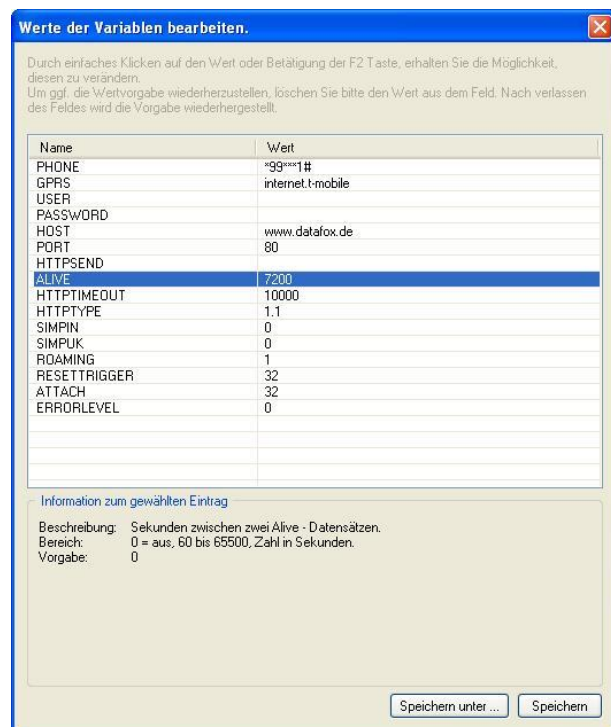 Werte der Variablen bearbeiten.
Durch einfaches Klicken auf den Wert oder Betätigung der F2 Taste, erhalten Sie die Möglichkeit,
diesen zu verändern.
Um ggf. die Wertvorgabe wiederherzustellen, löschen Sie bitte den Wert aus dem Feld. Nach verlassen
des Feldes wird die Vorgabe wiederhergestellt.
Name Wert
PHONE *99***1#
GPRS internet.t-mobile
USER
PASSWORD
HOST www.datafox.de
PORT 80
HTTPSEND
ALIVE 7200
HTTPTIMEOUT 10000
HTTPTYPE 1.1
SIMPIN 0
SIMPUK 0
ROAMING 1
RESETTRIGGER 32
ATTACH 32
ERRORLEVEL 0
Information zum gewählten Eintrag
Beschreibung: Sekunden zwischen zwei Alive - Datensätzen.
Bereich: 0 = aus, 60 bis 65500, Zahl in Sekunden.
Vorgabe: 0
Speichern unter ... Speichern